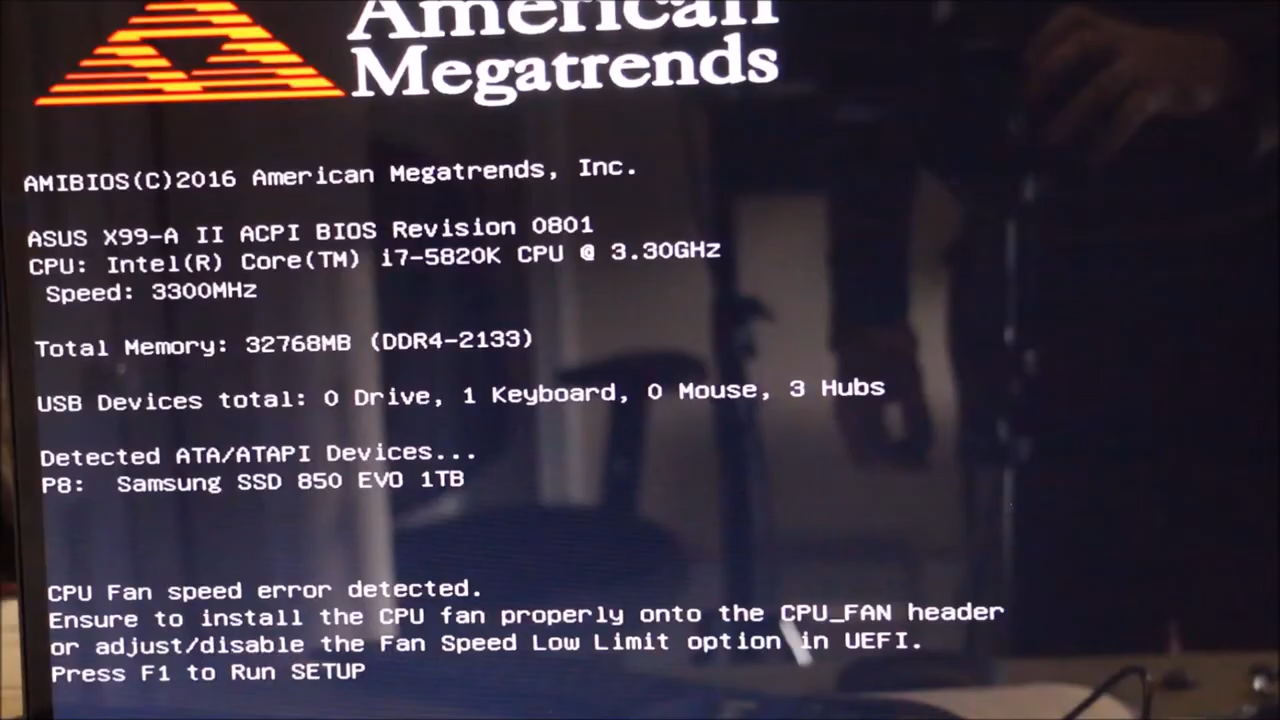 American
Megatrends
AMIBIOS(C)2016 American Megatrends, Inc.
ASUS X99-A II ACPI BIOS Revision 0801
CPU: Intel(R) Core(TM) i7-5820K CPU @ 3.30GHz
Speed: 3300MHz
Total Memory: 32768MB (DDR4-2133)
USB Devices total: 0 Drive, 1 Keyboard, 0 Mouse, 3 Hubs
Detected ATA/ATAPI Devices...
P8: Samsung SSD 850 EVO 1TB
CPU Fan speed error detected.
Ensure to install the CPU fan properly onto the CPU_FAN header
or adjust/disable the Fan Speed Low Limit option in UEFI.
Press F1 to Run SETUP